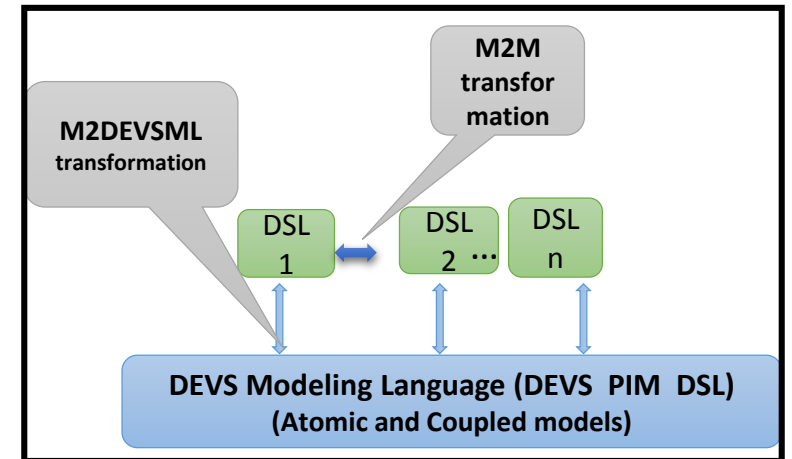 M2M
transfor
mation
M2DEVSML
transformation
DSL
1
DSL
2 ...
DSL
n
DEVS Modeling Language (DEVS PIM DSL)
(Atomic and Coupled models)